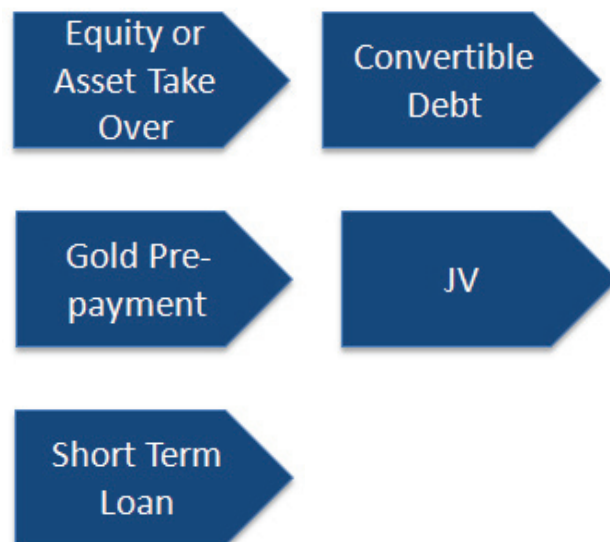 Equity or
Asset Take
Over
Convertible
Debt
Gold Pre-
payment
JV
Short Term
Loan